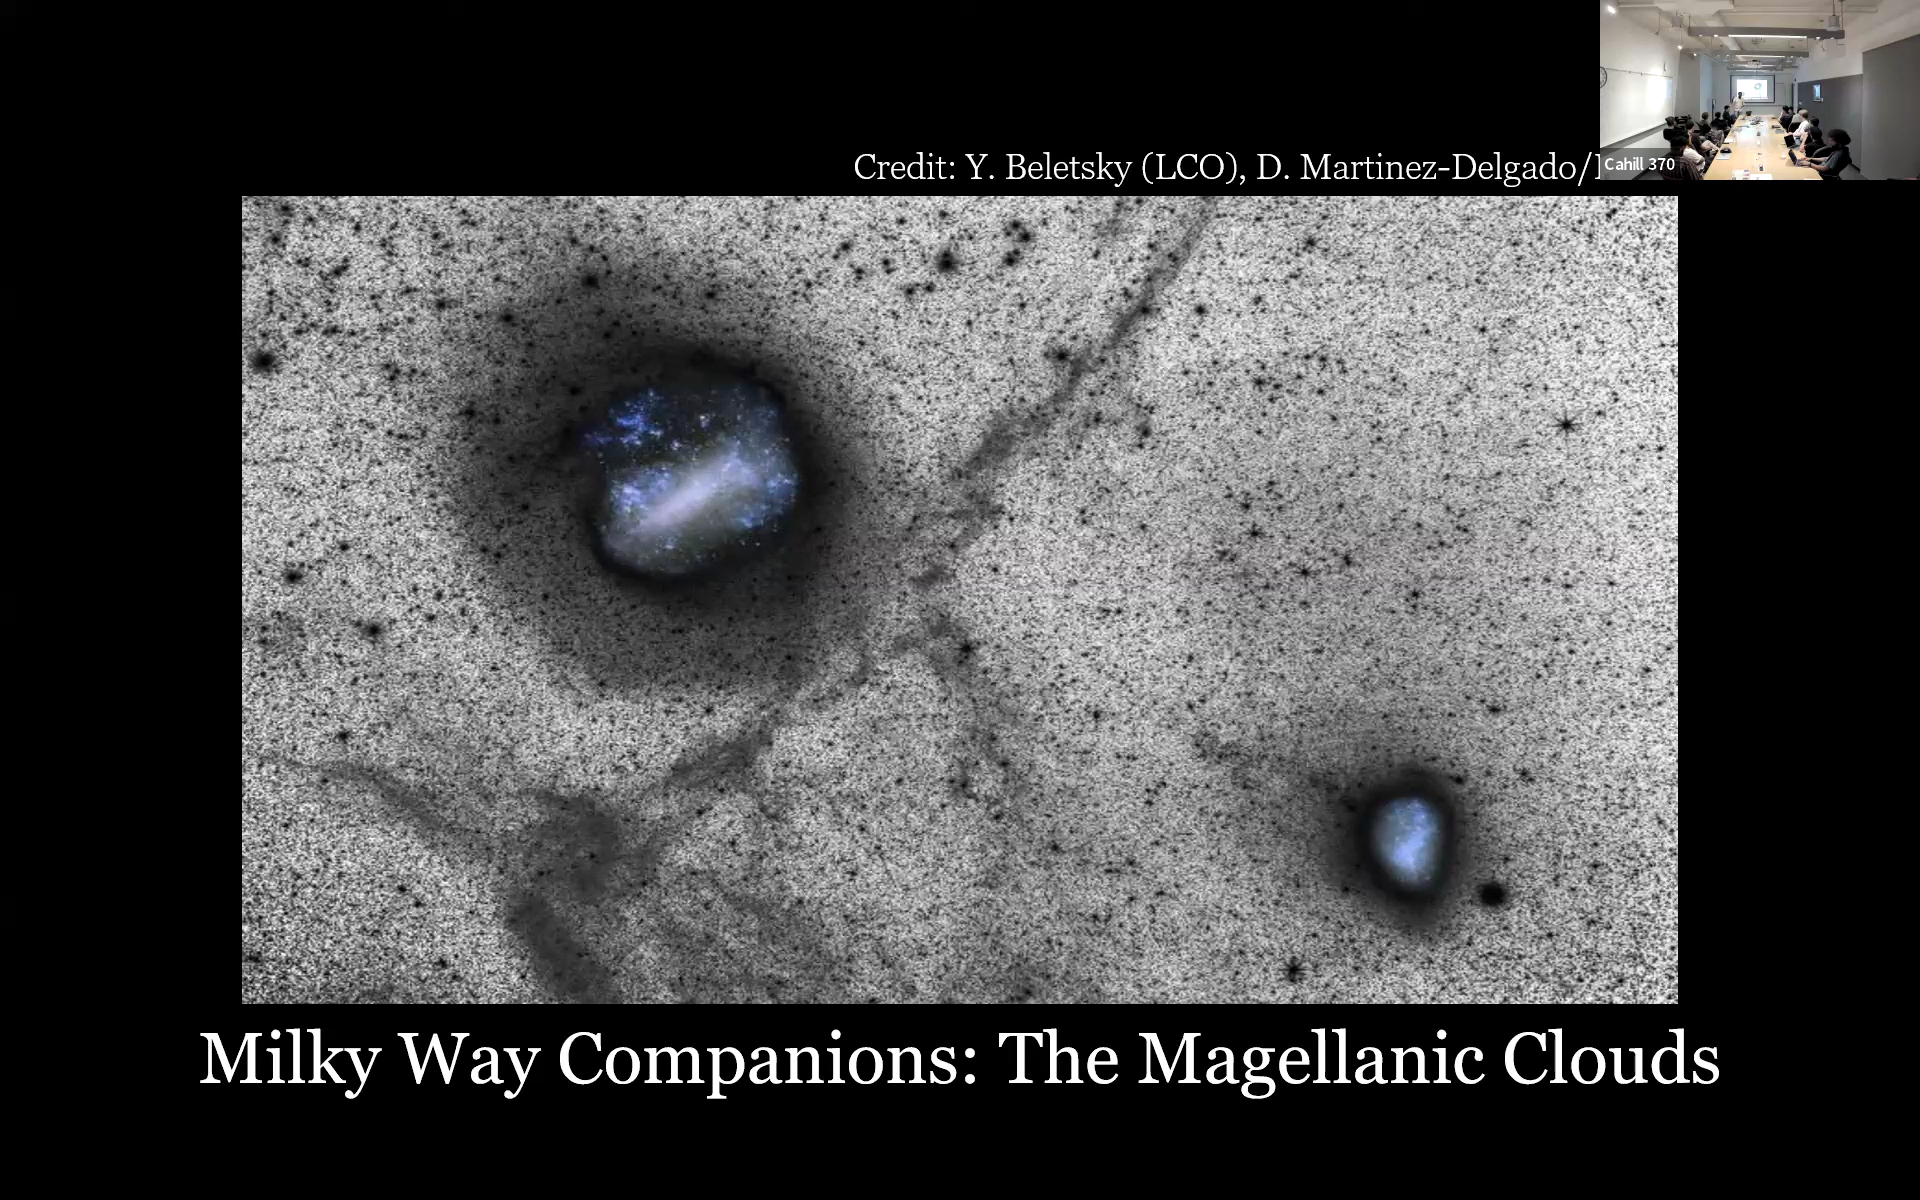 Credit: Y. Beletsky (LCO), D. Martinez-Delgado/
Cahill 370
Milky Way Companions: The Magellanic Clouds